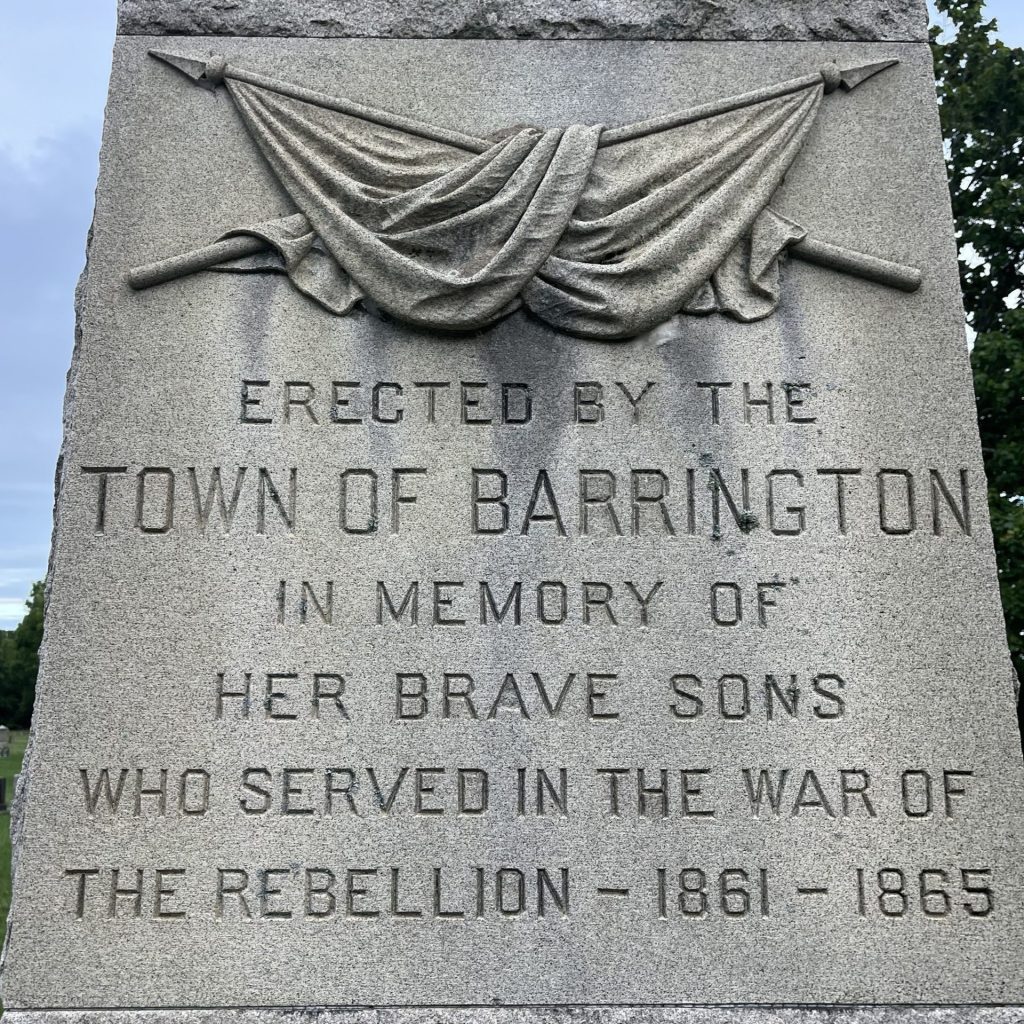 ERECTED BY THE
TOWN OF BARRINGTON
IN MEMORY OF
HER BRAVE SONS
WHO SERVED IN THE WAR OF
THE REBELLION – 1861 – 1865